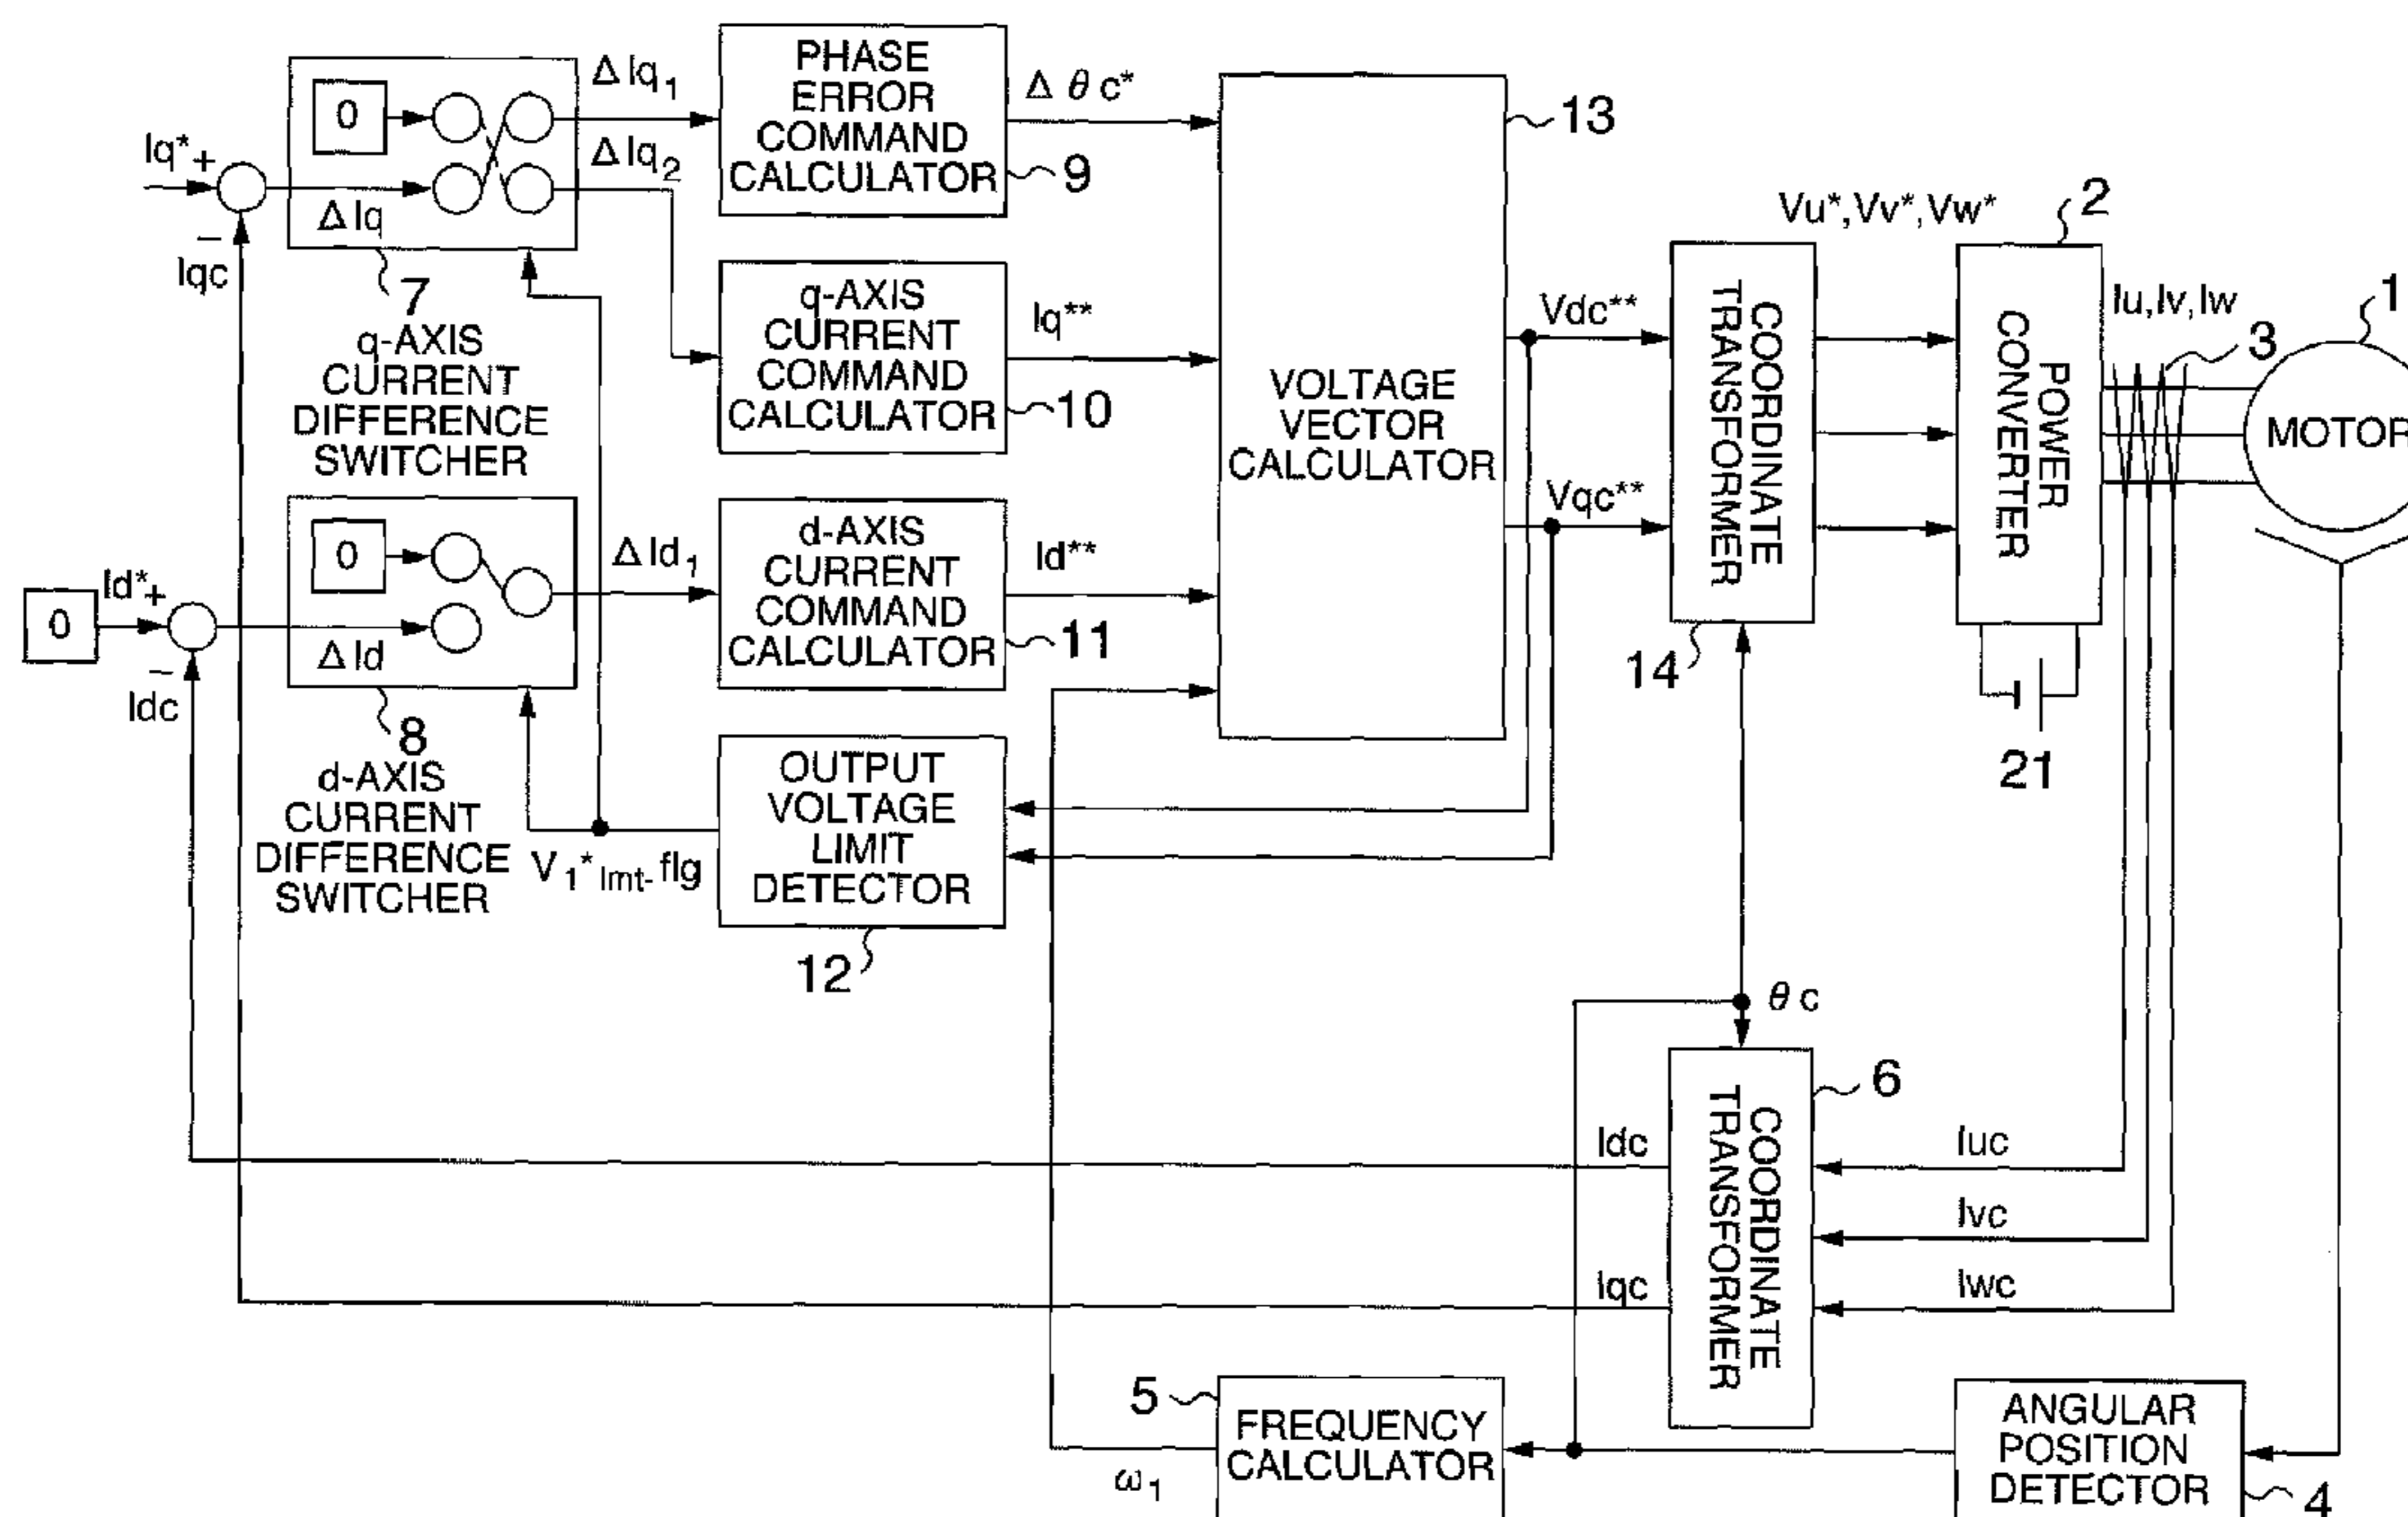 Iq*
+
−
Iqc
0
ΔIq
7
q-AXIS
CURRENT
DIFFERENCE
SWITCHER
ΔIq1
ΔIq2
PHASE
ERROR
COMMAND
CALCULATOR
9
Δθc*
q-AXIS
CURRENT
COMMAND
CALCULATOR
10
Iq**
0
Id*
+
−
Idc
0
ΔId
8
d-AXIS
CURRENT
DIFFERENCE
SWITCHER
ΔId1
d-AXIS
CURRENT
COMMAND
CALCULATOR
11
Id**
OUTPUT
VOLTAGE
LIMIT
DETECTOR
12
V1*lmt-flg
VOLTAGE
VECTOR
CALCULATOR
13
Vdc**
Vqc**
COORDINATE
TRANSFORMER
14
Vu*,Vv*,Vw*
POWER
CONVERTER
2
21
Iu,Iv,Iw
3
MOTOR
1
θc
COORDINATE
TRANSFORMER
6
Idc
Iqc
Iuc
Ivc
Iwc
FREQUENCY
CALCULATOR
5
ω1
ANGULAR
POSITION
DETECTOR
4